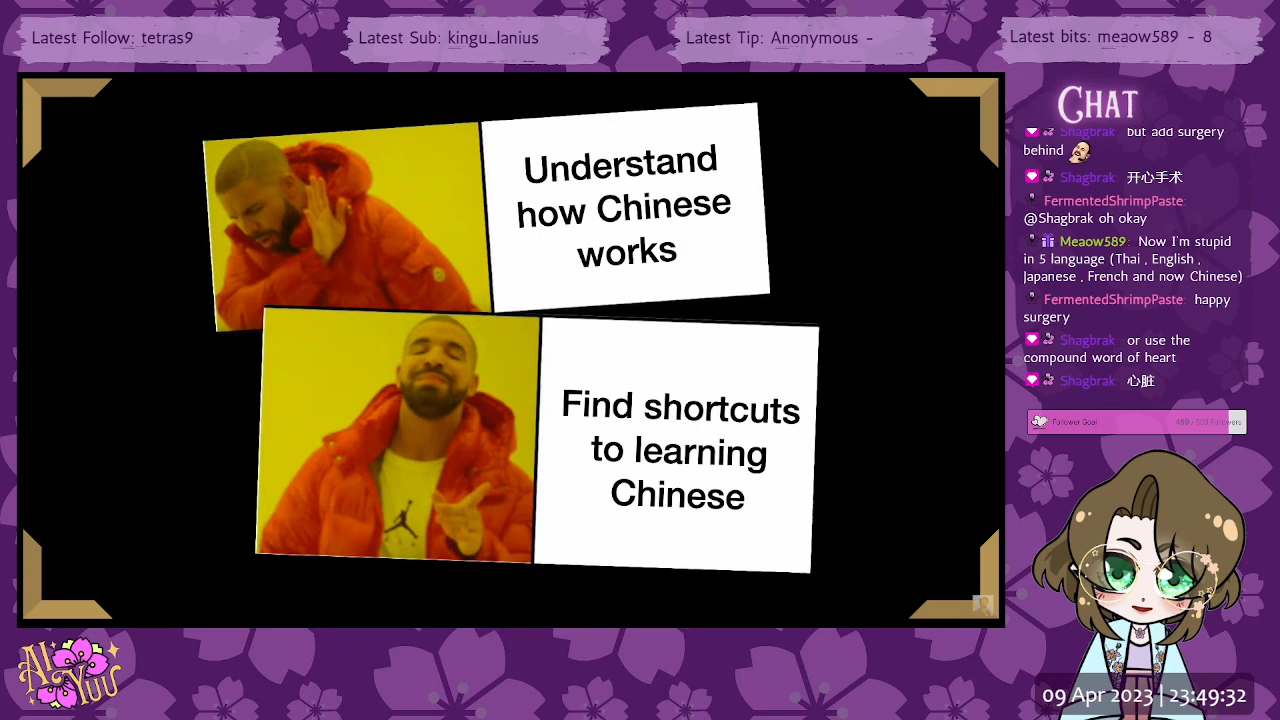 Latest Follow: tetras9
Latest Sub: kingu_lanius
Latest Tip: Anonymous -
Latest bits: meaow589 - 8
Understand
how Chinese
works
Find shortcuts
to learning
Chinese
CHAT
Shagbrak: but add surgery
behind
Shagbrak: 开心手术
FermentedShrimpPaste:
@Shagbrak oh okay
Meaow589: Now I'm stupid
in 5 language (Thai , English ,
Japanese , French and now Chinese)
FermentedShrimpPaste: happy
surgery
Shagbrak: or use the
compound word of heart
Shagbrak: 心脏
Follower Goal
Followers
AI
YUU
09 Apr 2023 | 23:49:32